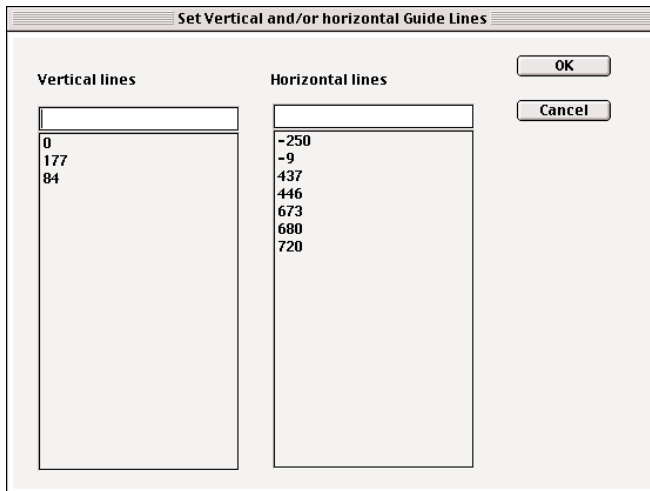 Set Vertical and/or horizontal Guide Lines
Vertical lines
0
177
84
Horizontal lines
-250
-9
437
446
673
680
720
OK
Cancel